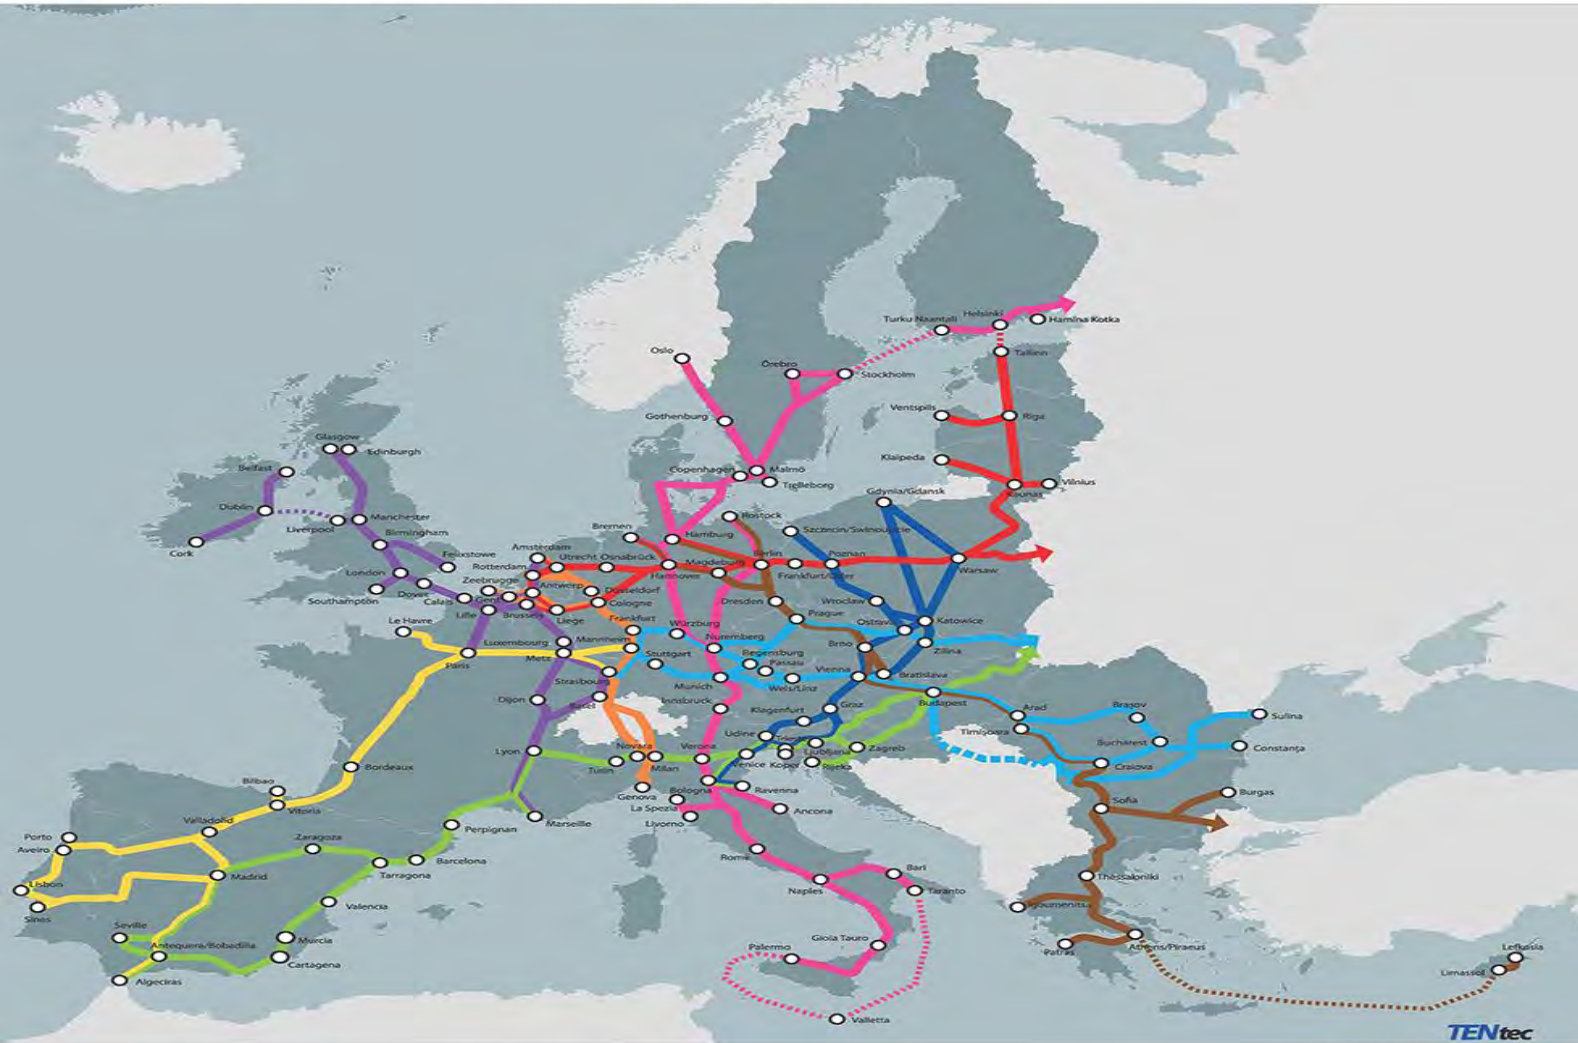 Helsinki
Turku Naantali
Hamina Kotka
Oslo
Tallinn
Örebro
Stockholm
Ventspils
Riga
Gothenburg
Glasgow
Edinburgh
Klaipeda
Belfast
Copenhagen
Malmö
Trelleborg
Vilnius
Kaunas
Gdynia/Gdansk
Dublin
Liverpool
Manchester
Rostock
Bremen
Hamburg
Szczecin/Swinoujscie
Birmingham
Cork
Felixstowe
Amsterdam
Utrecht
Osnabrück
Berlin
Poznan
Rotterdam
Magdeburg
Hannover
Frankfurt/Oder
Warsaw
London
Zeebrugge
Antwerp
Düsseldorf
Southampton
Dover
Calais
Gent
Cologne
Dresden
Wroclaw
Lille
Brussels
Liège
Frankfurt
Prague
Le Havre
Würzburg
Ostrava
Katowice
Luxembourg
Mannheim
Nuremberg
Brno
Zilina
Paris
Metz
Stuttgart
Regensburg
Passau
Vienna
Strasbourg
Munich
Wels/Linz
Bratislava
Dijon
Basel
Innsbruck
Klagenfurt
Graz
Budapest
Arad
Brașov
Sulina
Udine
Trieste
Timișoara
Bucharest
Constanța
Lyon
Novara
Verona
Ljubljana
Zagreb
Turin
Milan
Venice
Koper
Rijeka
Craiova
Bordeaux
Bilbao
Genova
Bologna
Ravenna
Burgas
Vitoria
La Spezia
Ancona
Sofia
Livorno
Marseille
Valladolid
Perpignan
Porto
Zaragoza
Aveiro
Rome
Barcelona
Madrid
Tarragona
Bari
Thessaloniki
Lisbon
Naples
Taranto
Valencia
Igoumenitsa
Sines
Seville
Murcia
Gioia Tauro
Antequera/Bobadilla
Palermo
Patras
Athens/Piraeus
Lefkosia
Cartagena
Limassol
Algeciras
Valletta
TENtec